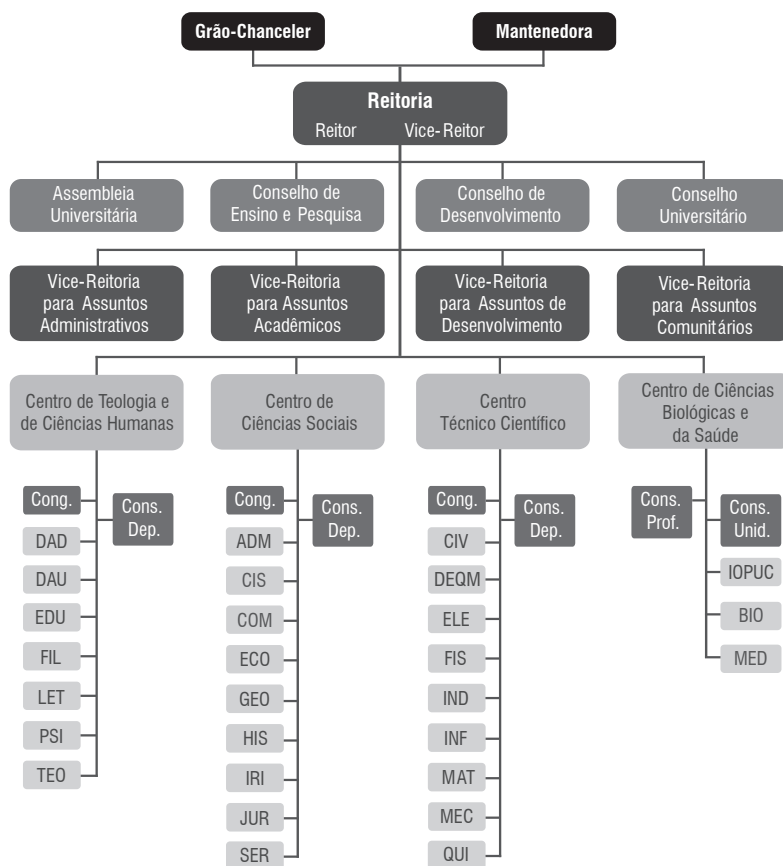 Grão-Chanceler
Mantenedora
Reitoria
Reitor Vice-Reitor
Assembleia
Universitária
Conselho de
Ensino e Pesquisa
Conselho de
Desenvolvimento
Conselho
Universitário
Vice-Reitoria
para Assuntos
Administrativos
Vice-Reitoria
para Assuntos
Acadêmicos
Vice-Reitoria
para Assuntos de
Desenvolvimento
Vice-Reitoria
para Assuntos
Comunitários
Centro de Teologia e
de Ciências Humanas
Cong.
Cons.
Dep.
DAD
DAU
EDU
FIL
LET
PSI
TEO
Centro de
Ciências Sociais
Cong.
Cons.
Dep.
ADM
CIS
COM
ECO
GEO
HIS
IRI
JUR
SER
Centro
Técnico Científico
Cong.
Cons.
Dep.
CIV
DEQM
ELE
FIS
IND
INF
MAT
MEC
QUI
Centro de Ciências
Biológicas e
da Saúde
Cons.
Prof.
Cons.
Unid.
IOPUC
BIO
MED